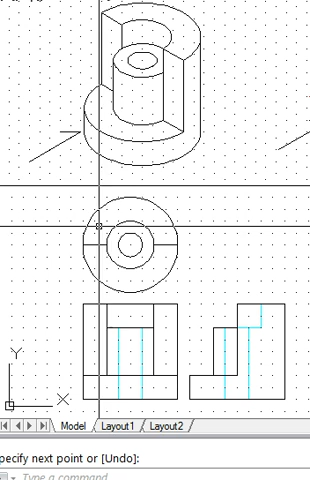 Y
X
Model Layout1 Layout2
pecify next point or [Undo]:
Type a command